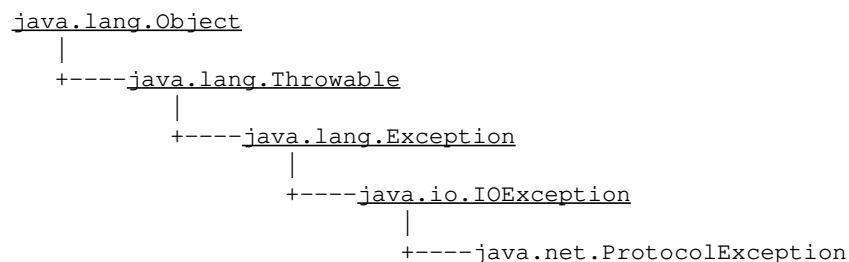 java.lang.Object
|
+----java.lang.Throwable
|
+----java.lang.Exception
|
+----java.io.IOException
|
+----java.net.ProtocolException